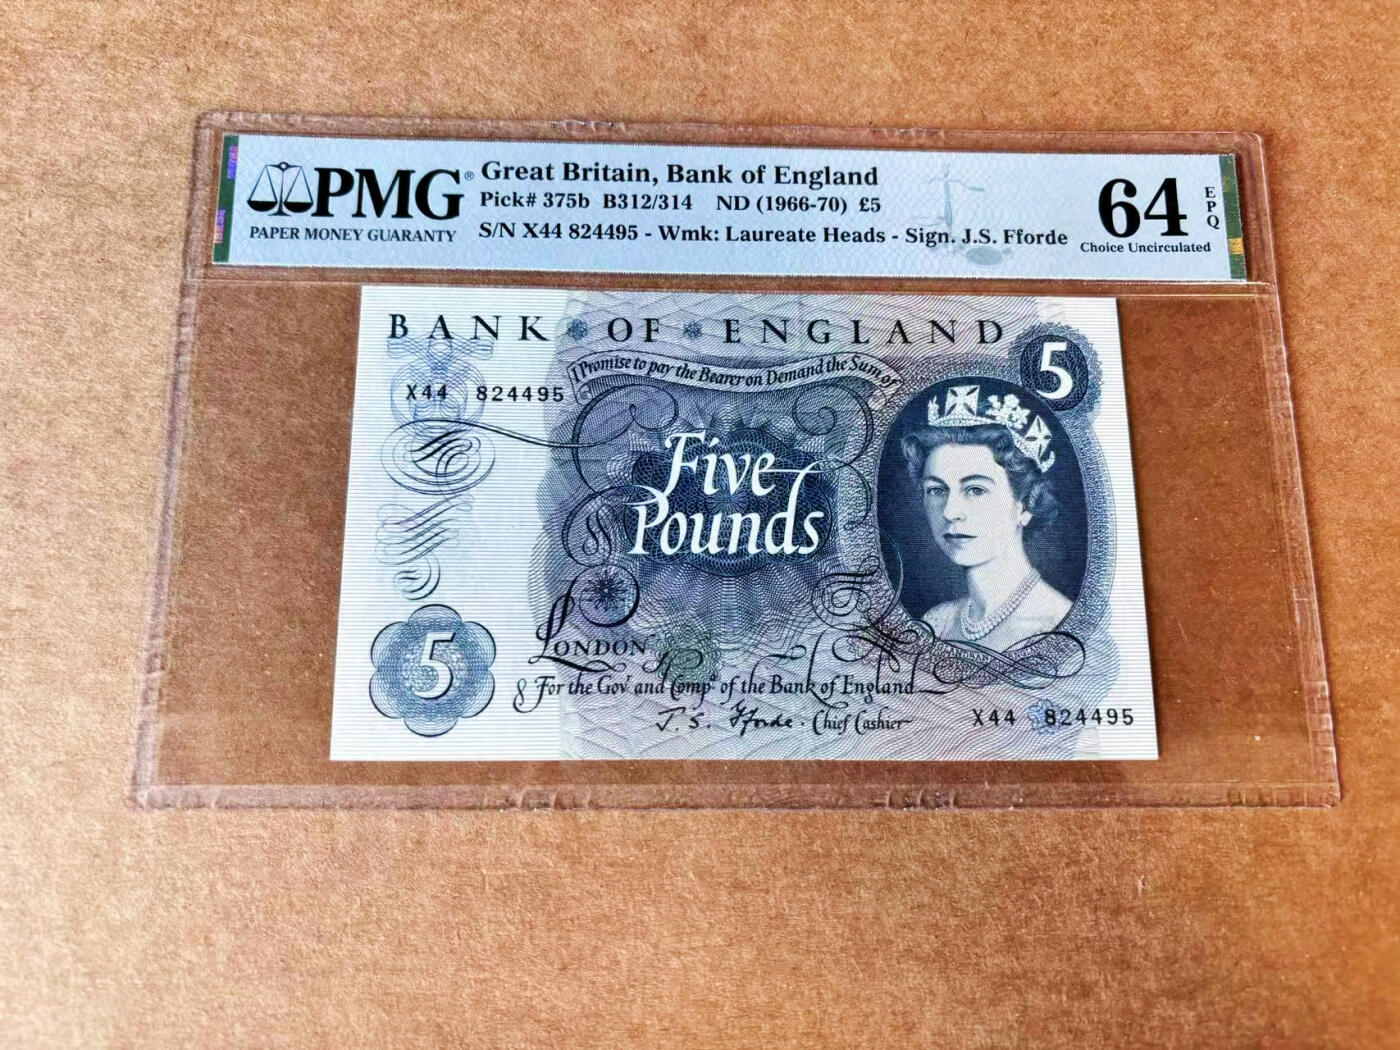 PMG®
PAPER MONEY GUARANTY
Great Britain, Bank of England
Pick# 375b B312/314 ND (1966-70) £5
S/N X44 824495 - Wmk: Laureate Heads - Sign. J.S. Fforde
64
EPQ
Choice Uncirculated
BANK OF ENGLAND
5
I Promise to pay the Bearer on Demand the Sum of
X44 824495
Five
Pounds
LONDON
5
For the Govr and Compa of the Bank of England
J. S. Fforde. Chief Cashier
X44 824495